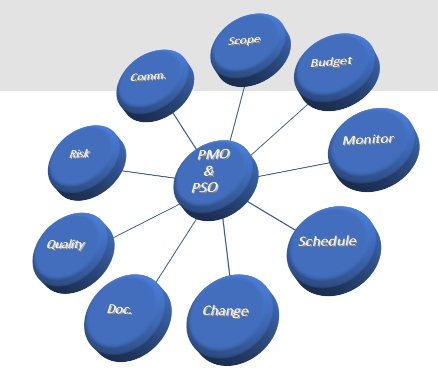 Scope
Budget
Comm.
Monitor
PMO
&
PSO
Risk
Schedule
Quality
Doc.
Change